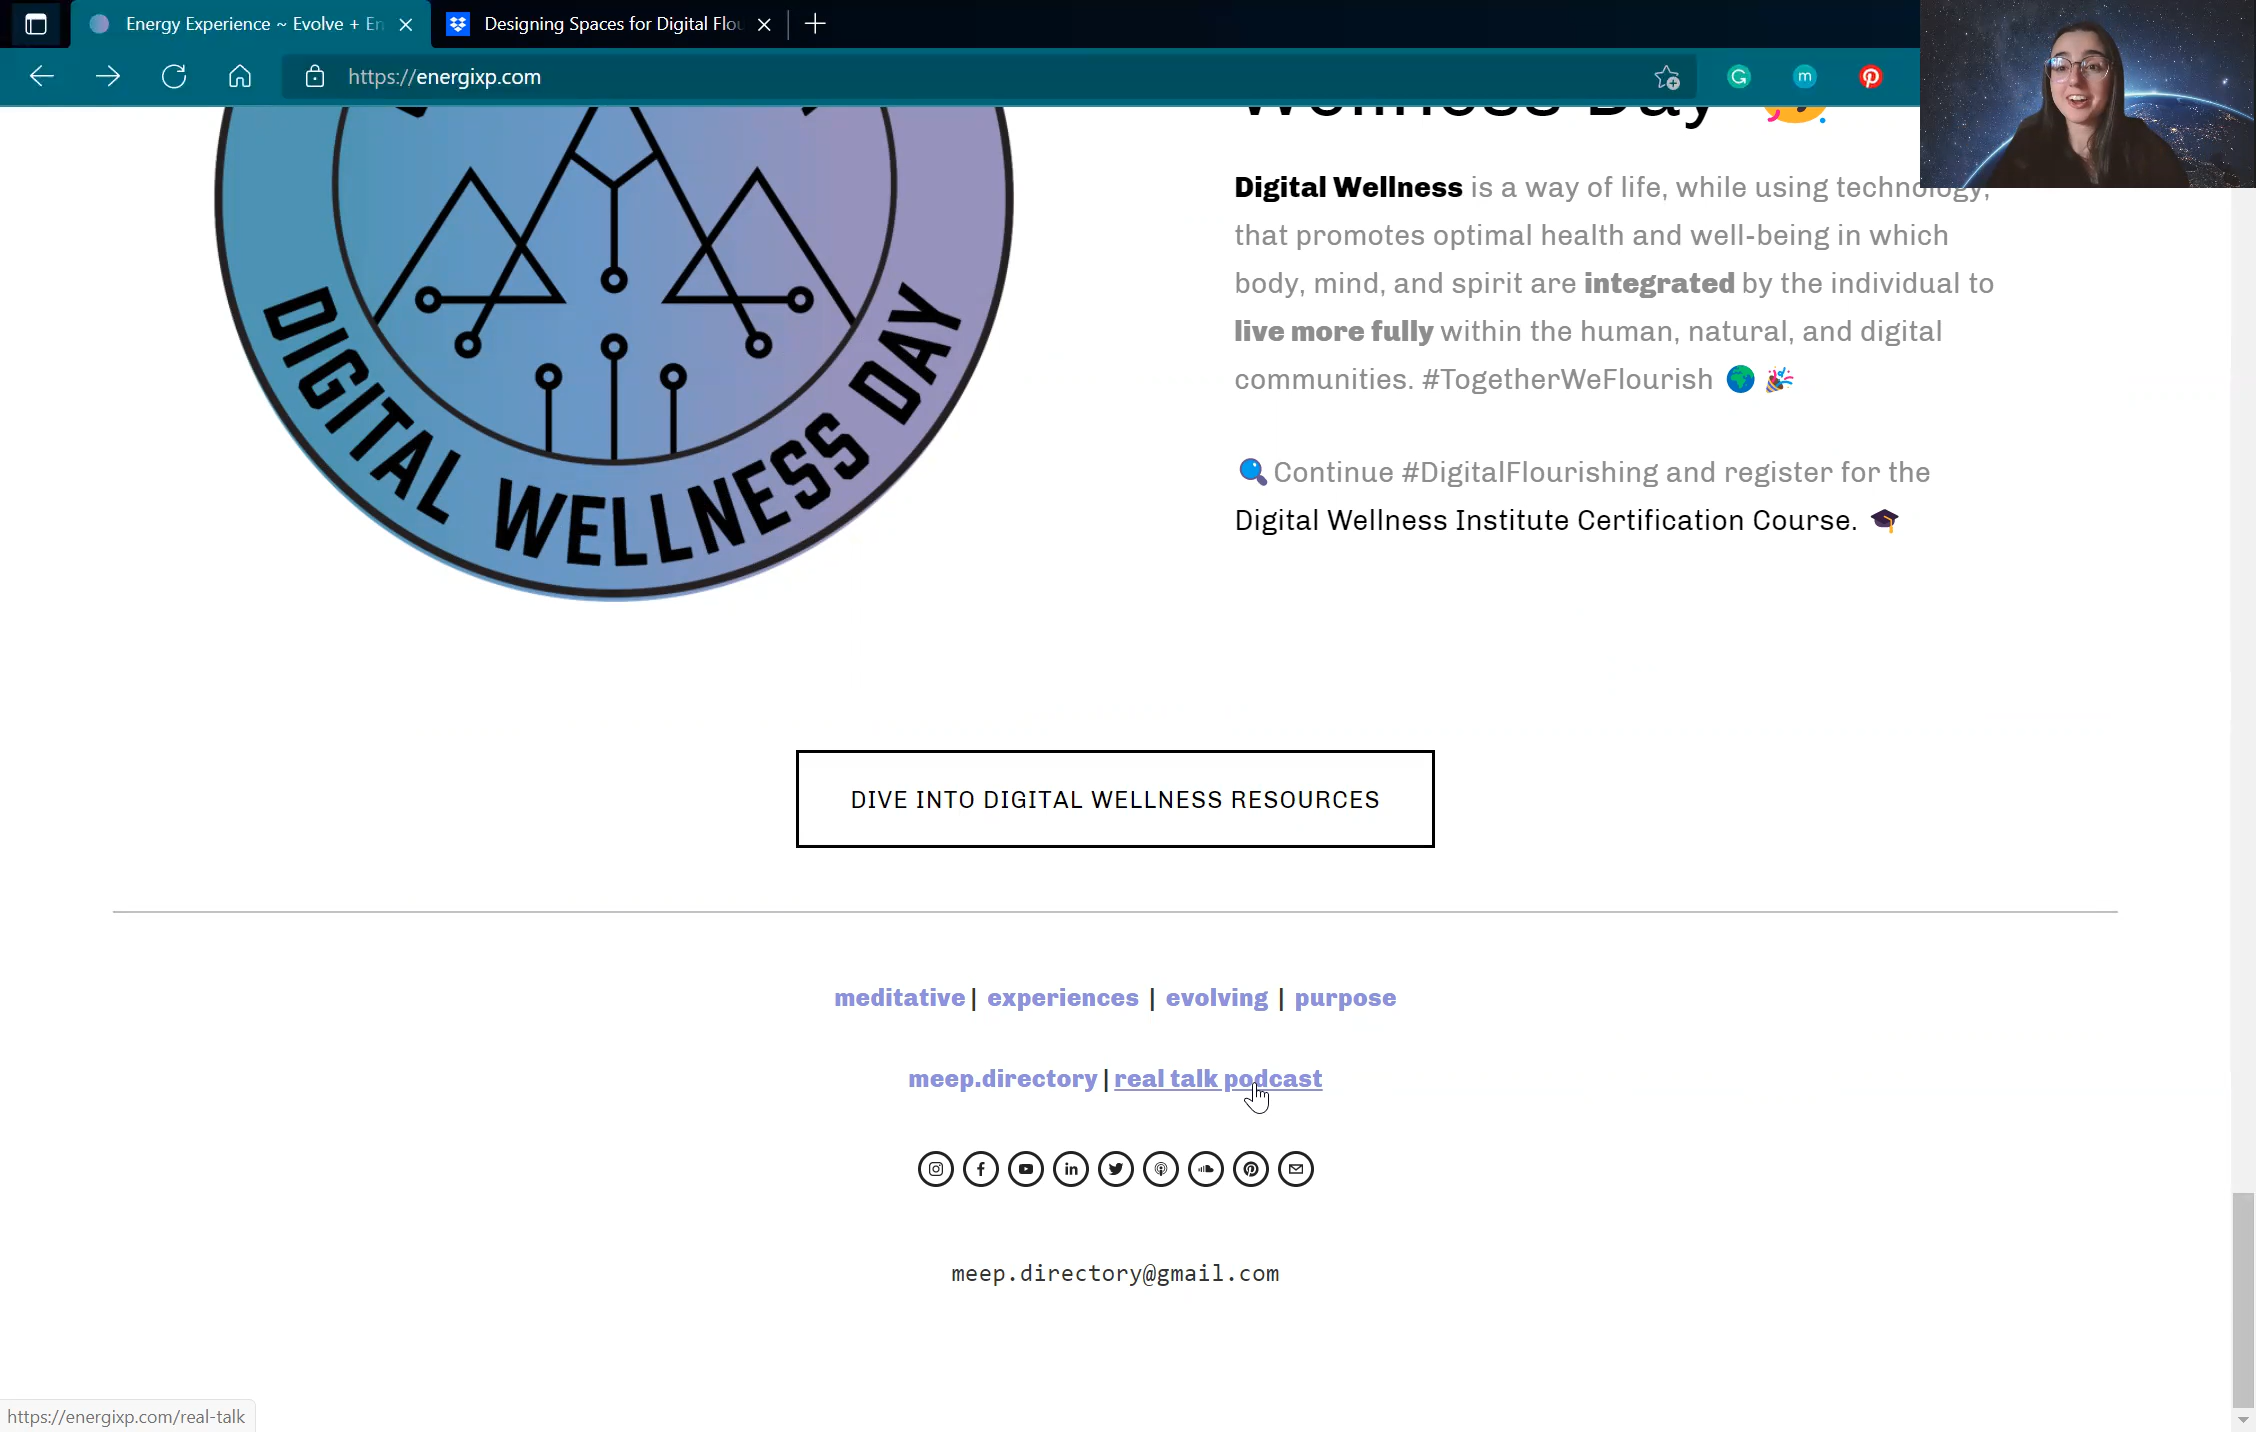 Energy Experience ~ Evolve + En
Designing Spaces for Digital Flou
https://energixp.com
Wellness Day
Digital Wellness is a way of life, while using technology,
that promotes optimal health and well-being in which
body, mind, and spirit are integrated by the individual to
live more fully within the human, natural, and digital
communities. #TogetherWeFlourish 🌍 🎉
🔍 Continue #DigitalFlourishing and register for the
Digital Wellness Institute Certification Course. 🎓
DIGITAL WELLNESS DAY
DIVE INTO DIGITAL WELLNESS RESOURCES
meditative | experiences | evolving | purpose
meep.directory | real talk podcast
meep.directory@gmail.com
https://energixp.com/real-talk